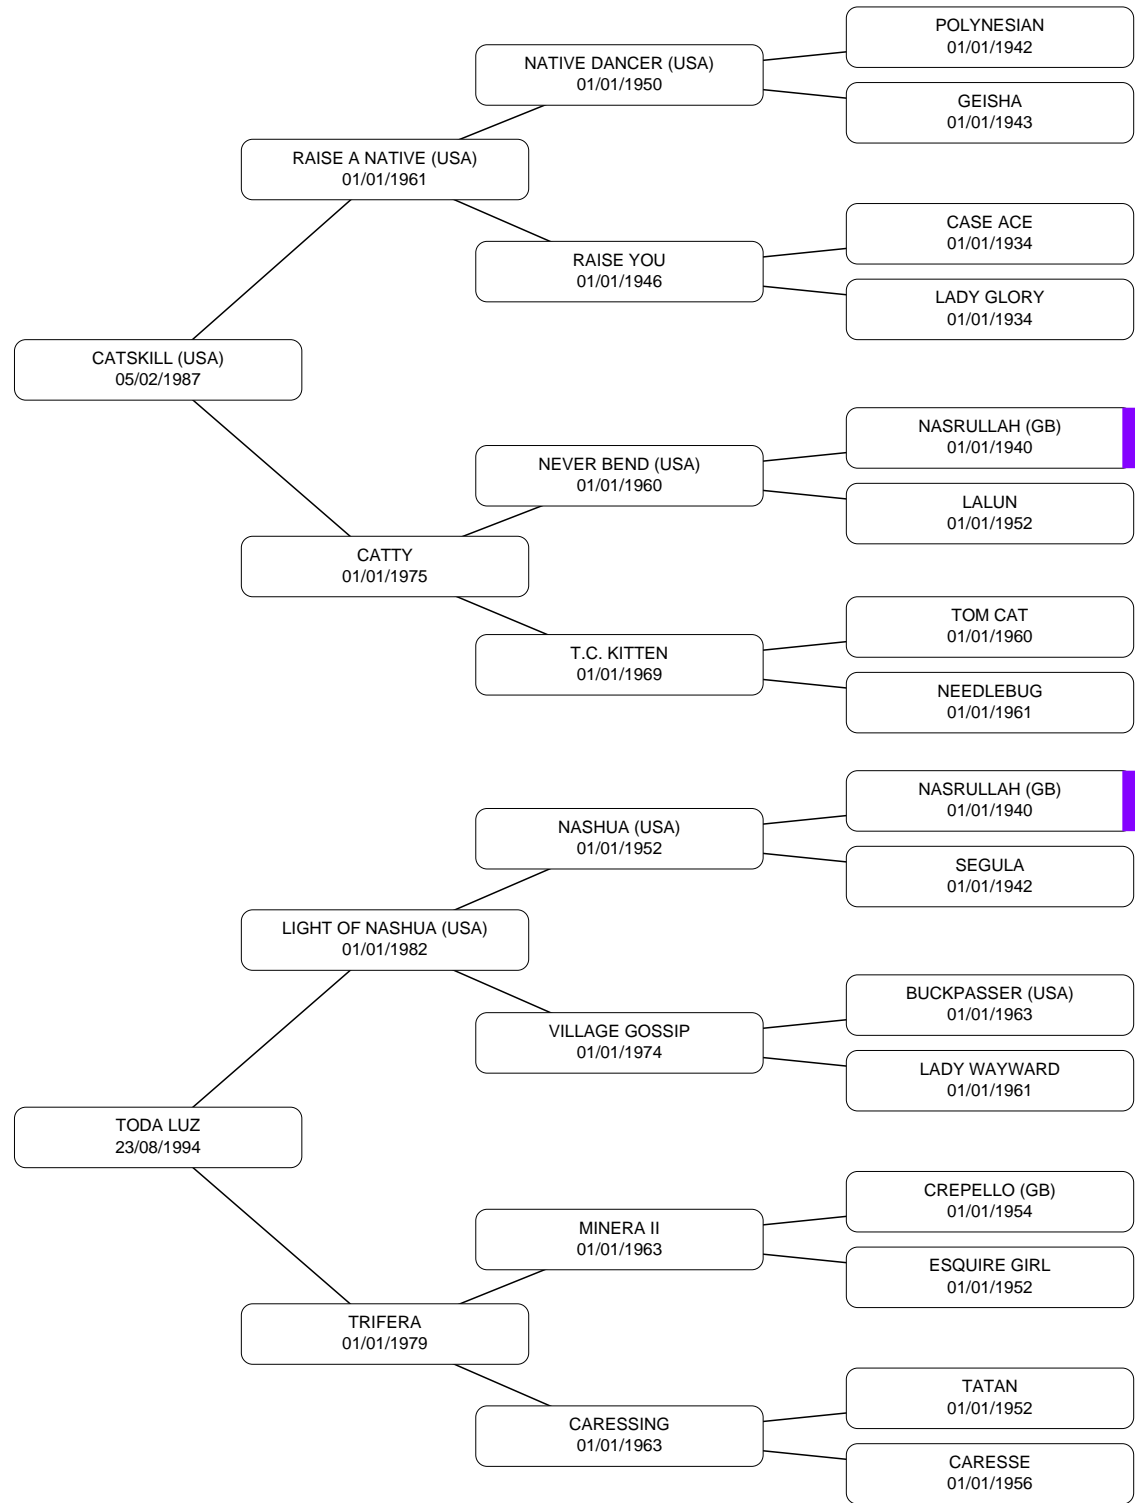 POLYNESIAN
01/01/1942
NATIVE DANCER (USA)
01/01/1950
GEISHA
01/01/1943
RAISE A NATIVE (USA)
01/01/1961
CASE ACE
01/01/1934
RAISE YOU
01/01/1946
LADY GLORY
01/01/1934
CATSKILL (USA)
05/02/1987
NASRULLAH (GB)
01/01/1940
NEVER BEND (USA)
01/01/1960
LALUN
01/01/1952
CATTY
01/01/1975
TOM CAT
01/01/1960
T.C. KITTEN
01/01/1969
NEEDLEBUG
01/01/1961
NASRULLAH (GB)
01/01/1940
NASHUA (USA)
01/01/1952
SEGULA
01/01/1942
LIGHT OF NASHUA (USA)
01/01/1982
BUCKPASSER (USA)
01/01/1963
VILLAGE GOSSIP
01/01/1974
LADY WAYWARD
01/01/1961
TODA LUZ
23/08/1994
CREPELLO (GB)
01/01/1954
MINERA II
01/01/1963
ESQUIRE GIRL
01/01/1952
TRIFERA
01/01/1979
TATAN
01/01/1952
CARESSING
01/01/1963
CARESSE
01/01/1956